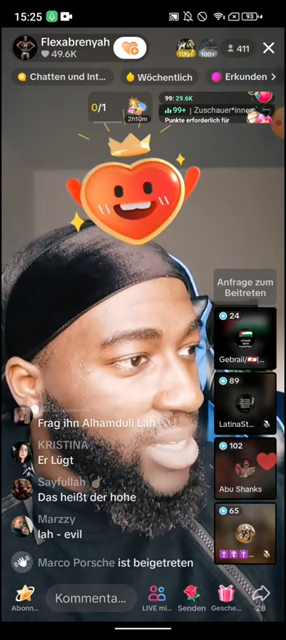 15:25
93
Flexabrenyah
49.6K
411
Chatten und Int...
Wöchentlich
Erkunden
0/1
2h10m
99: 29.6K
99+ | Zuschauer*innen
Punkte erforderlich für
Anfrage zum
Beitreten
24
Gebrail/
89
LatinaSt...
102
Abu Shanks
65
Frag ihn Alhamduli Lah
KRISTINA
Er Lügt
Sayfullah
Das heißt der hohe
Marzzy
lah - evil
Marco Porsche ist beigetreten
Abonn...
Kommenta...
LIVE mi...
Senden
Gesche...
28